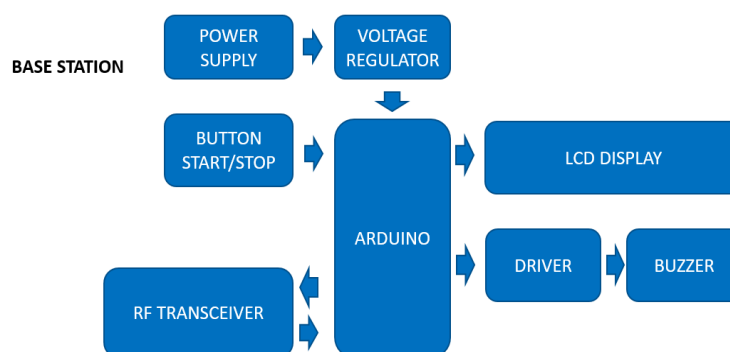 POWER
SUPPLY
VOLTAGE
REGULATOR
BASE STATION
BUTTON
START/STOP
LCD DISPLAY
ARDUINO
DRIVER
BUZZER
RF TRANSCEIVER